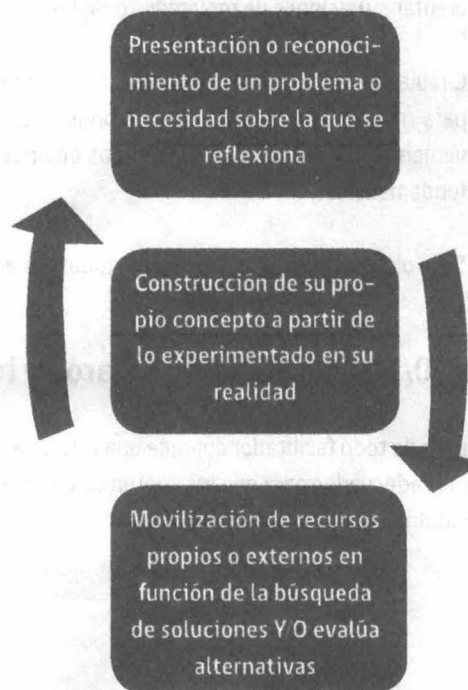 Presentación o reconoci-
miento de un problema o
necesidad sobre la que se
reflexiona
Construcción de su pro-
pio concepto a partir de
lo experimentado en su
realidad
Movilización de recursos
propios o externos en
función de la búsqueda
de soluciones Y/O evalúa
alternativas